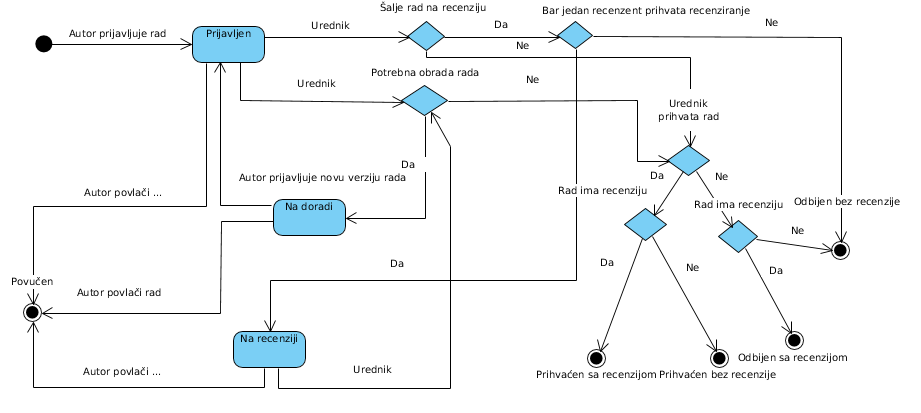 Šalje rad na recenziju
Bar jedan recenzent prihvata recenziranje
Autor prijavljuje rad
Prijavljen
Urednik
Da
Ne
Ne
Potrebna obrada rada
Urednik
Ne
Urednik
prihvata rad
Da
Autor prijavljuje novu verziju rada
Da
Ne
Autor povlači ...
Rad ima recenziju
Rad ima recenziju
Odbijen bez recenzije
Na doradi
Ne
Da
Da
Ne
Da
Povučen
Autor povlači rad
Na recenziji
Odbijen sa recenzijom
Autor povlači ...
Urednik
Prihvaćen sa recenzijom
Prihvaćen bez recenzije